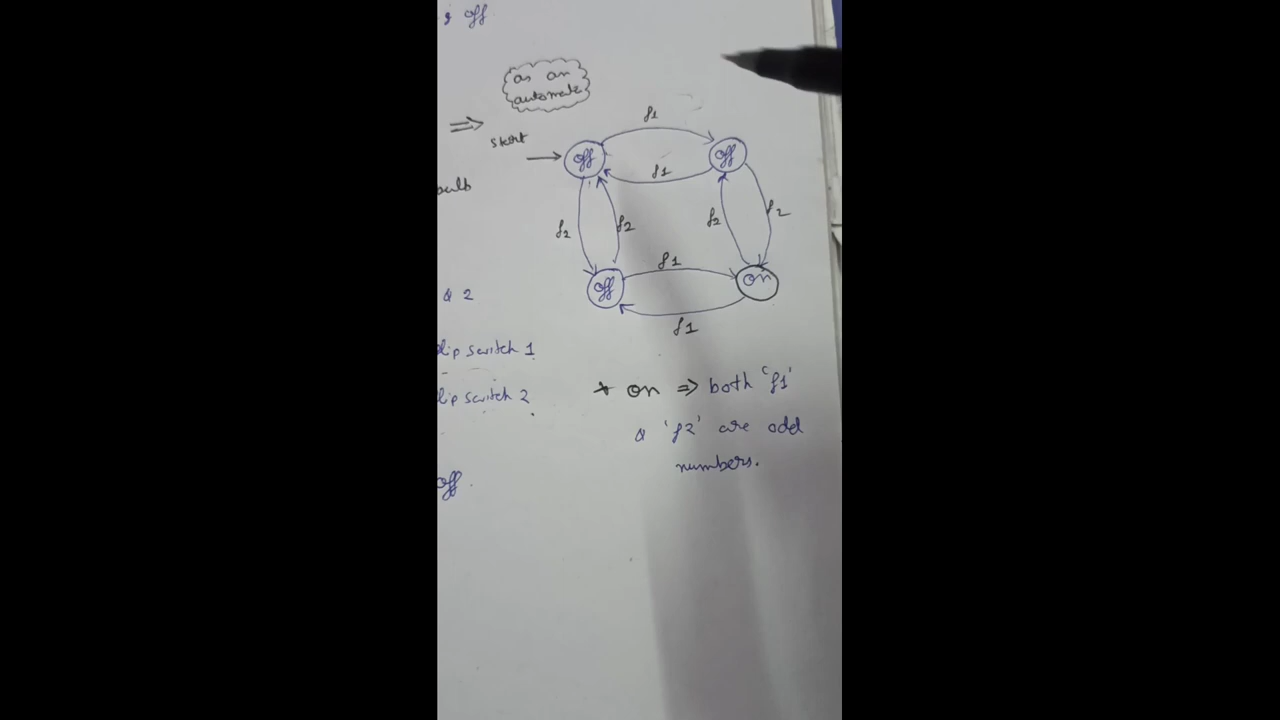 & off
as an
automate
start
f1
off
off
f1
bulb
f2
f2
f2
f2
f1
off
on
& 2
f1
flip switch 1
* on ⇒ both 'f1'
flip switch 2
& 'f2' are odd
numbers.
off.